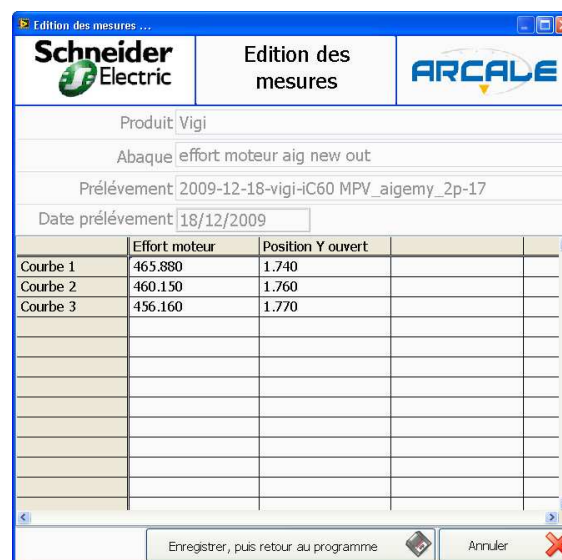 Edition des mesures ...
Schneider
Electric
Edition des
mesures
ARCALE
Produit Vigi
Abaque effort moteur aig new out
Prélévement 2009-12-18-vigi-iC60 MPV_aigemy_2p-17
Date prélévement 18/12/2009
Effort moteur Position Y ouvert
Courbe 1 465.880 1.740
Courbe 2 460.150 1.760
Courbe 3 456.160 1.770
Enregistrer, puis retour au programme Annuler